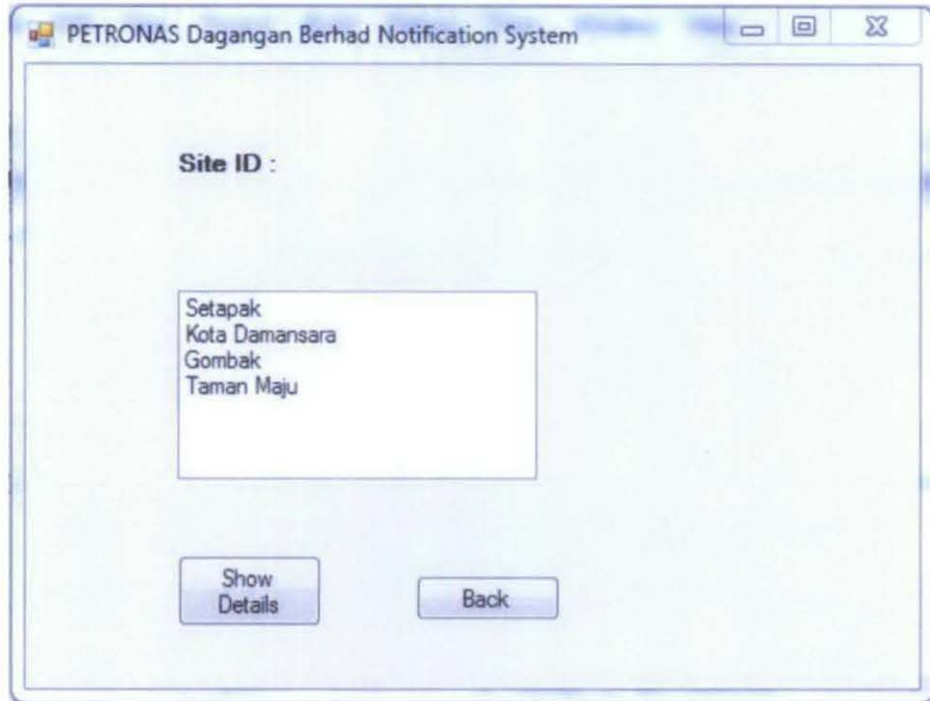 PETRONAS Dagangan Berhad Notification System
Site ID :
Setapak
Kota Damansara
Gombak
Taman Maju
Show
Details
Back